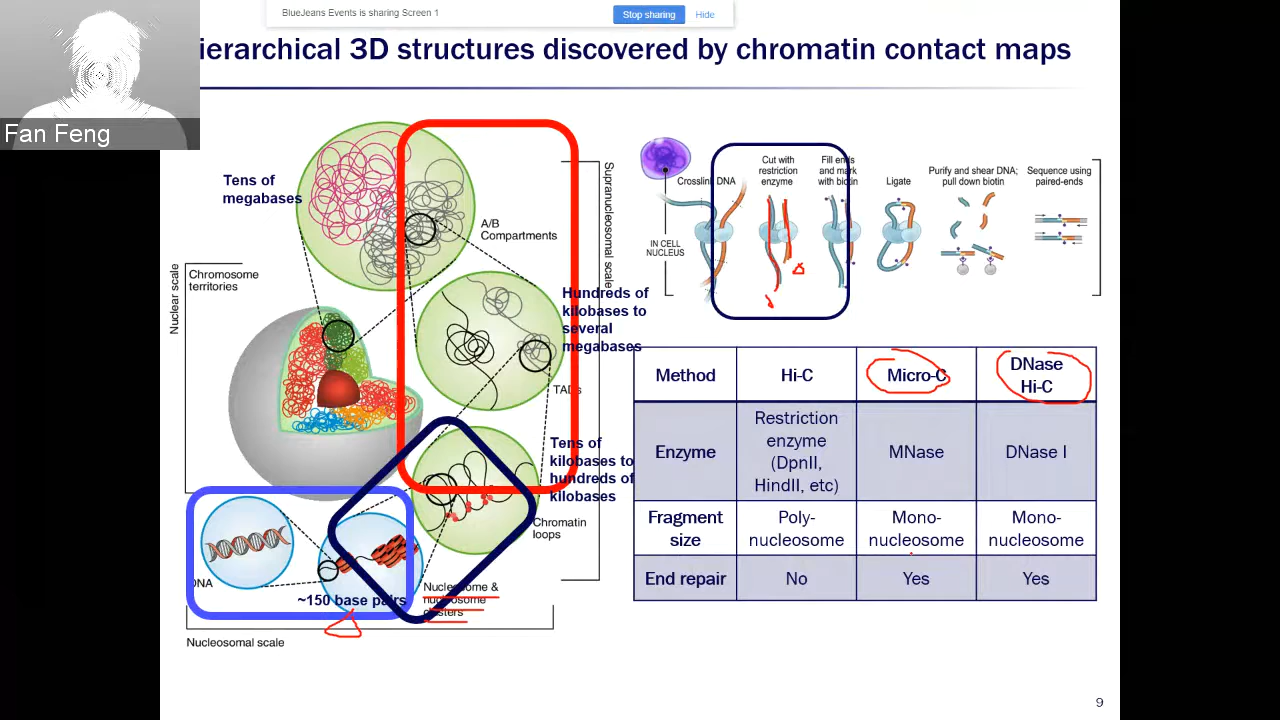 BlueJeans Events is sharing Screen 1
Stop sharing
Hide
ierarchical 3D structures discovered by chromatin contact maps
Fan Feng
Tens of
megabases
A/B
Compartments
Supranucleosomal scale
Nuclear scale
Chromosome
territories
Hundreds of
kilobases to
several
megabases
TADs
Tens of
kilobases to
hundreds of
kilobases
Chromatin
loops
DNA
~150 base pairs
Nucleosome &
nucleosome
clusters
Nucleosomal scale
Crosslink DNA
Cut with
restriction
enzyme
Fill ends
and mark
with biotin
Ligate
Purify and shear DNA;
pull down biotin
Sequence using
paired-ends
IN CELL
NUCLEUS
Method
Hi-C
Micro-C
DNase
Hi-C
Enzyme
Restriction
enzyme
(DpnII,
HindII, etc)
MNase
DNase I
Fragment
size
Poly-
nucleosome
Mono-
nucleosome
Mono-
nucleosome
End repair
No
Yes
Yes
9